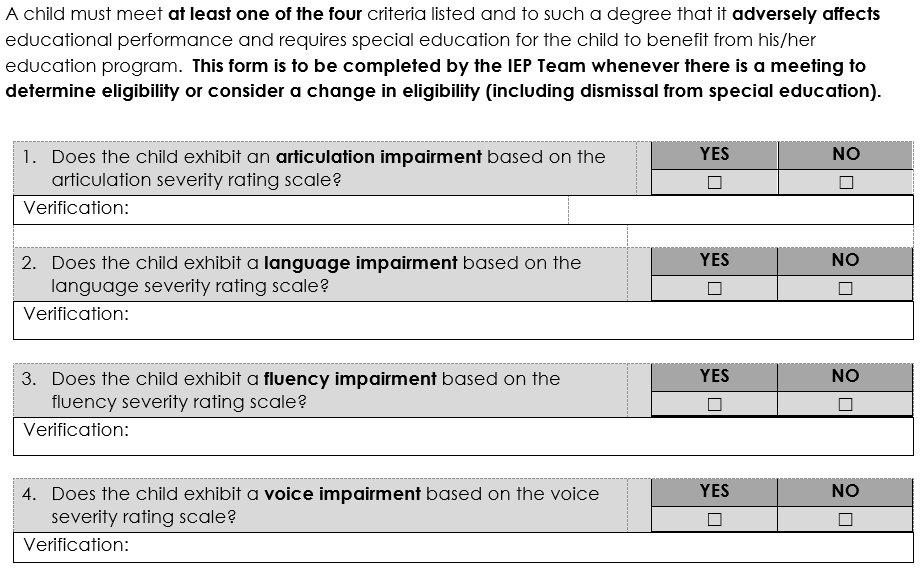 A child must meet at least one of the four criteria listed and to such a degree that it adversely affects
educational performance and requires special education for the child to benefit from his/her
education program. This form is to be completed by the IEP Team whenever there is a meeting to
determine eligibility or consider a change in eligibility (including dismissal from special education).
1. Does the child exhibit an articulation impairment based on the
articulation severity rating scale?
YES NO
☐ ☐
Verification:
2. Does the child exhibit a language impairment based on the
language severity rating scale?
YES NO
☐ ☐
Verification:
3. Does the child exhibit a fluency impairment based on the
fluency severity rating scale?
YES NO
☐ ☐
Verification:
4. Does the child exhibit a voice impairment based on the voice
severity rating scale?
YES NO
☐ ☐
Verification: